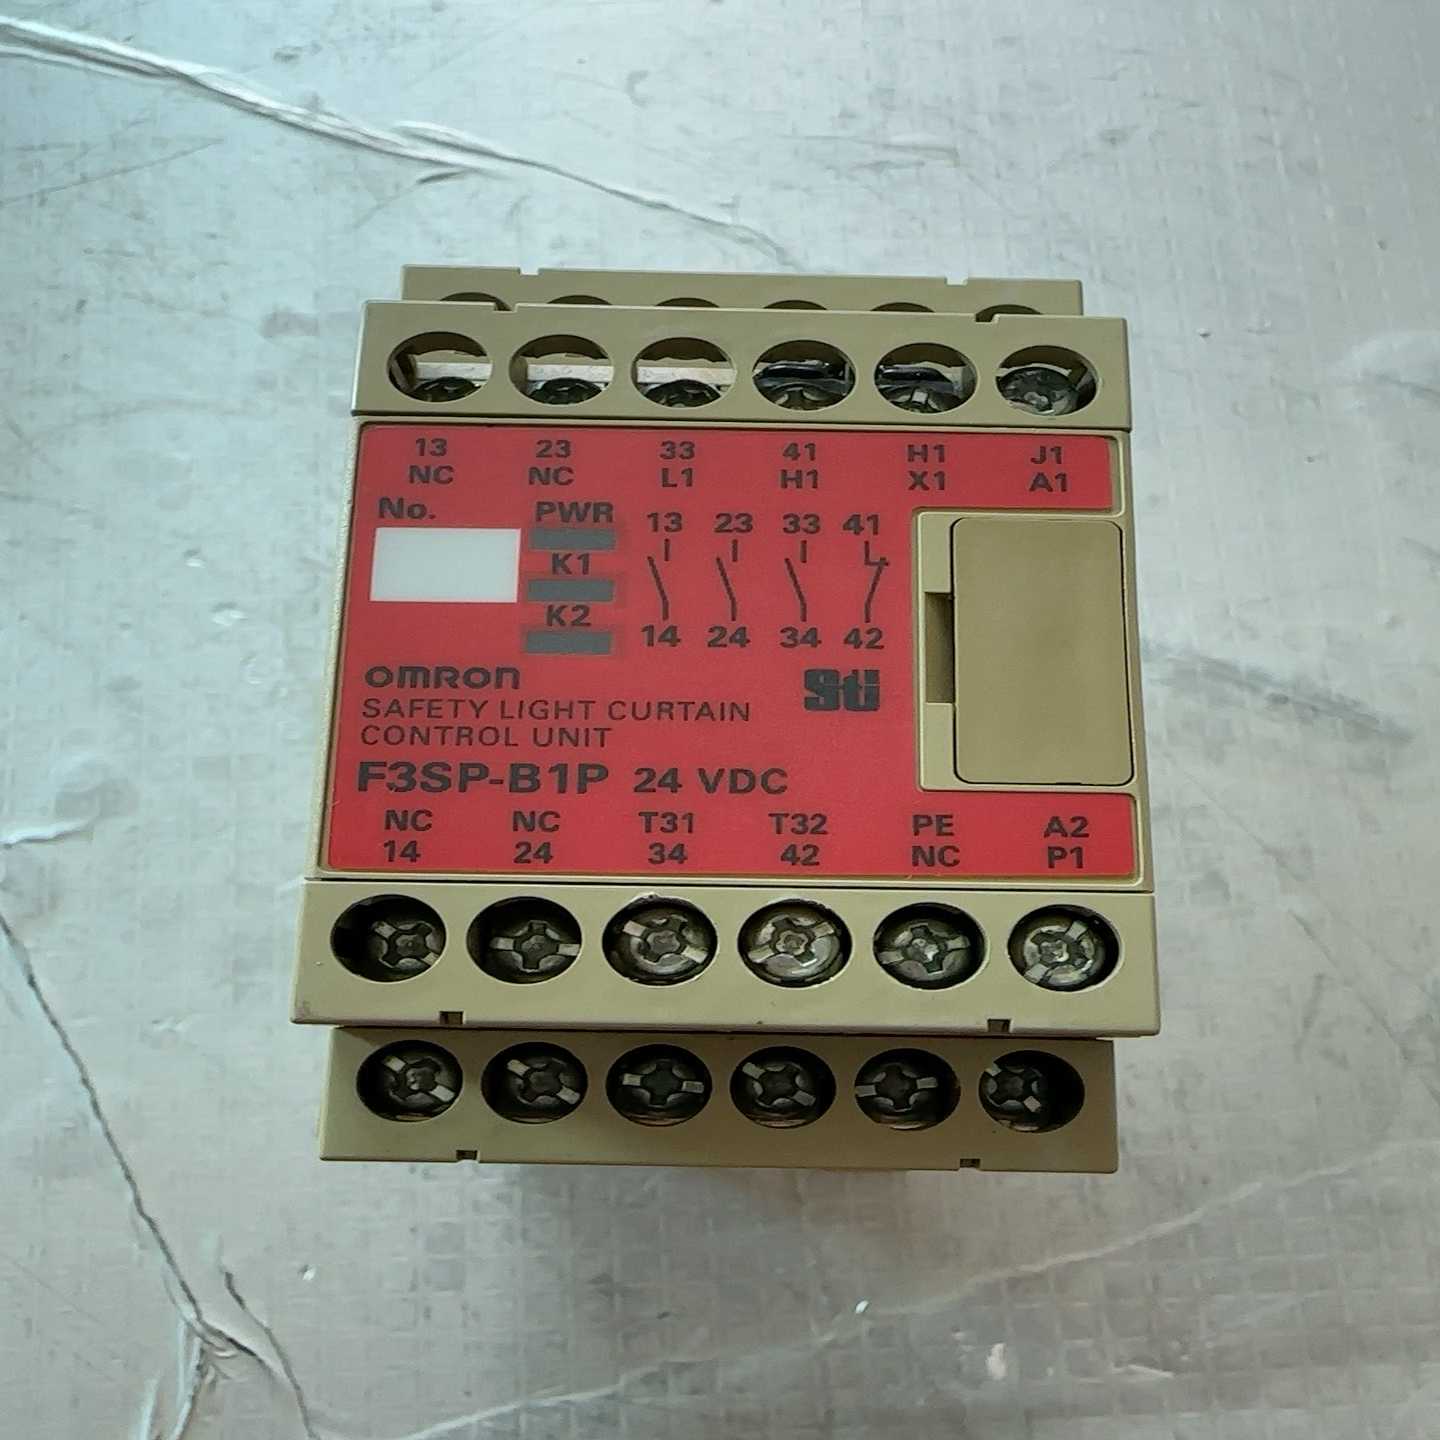 13 23 33 41 H1 J1
NC NC L1 H1 X1 A1
No. PWR 13 23 33 41
K1
K2
14 24 34 42
OMRON Sti
SAFETY LIGHT CURTAIN
CONTROL UNIT
F3SP-B1P 24 VDC
NC NC T31 T32 PE A2
14 24 34 42 NC P1